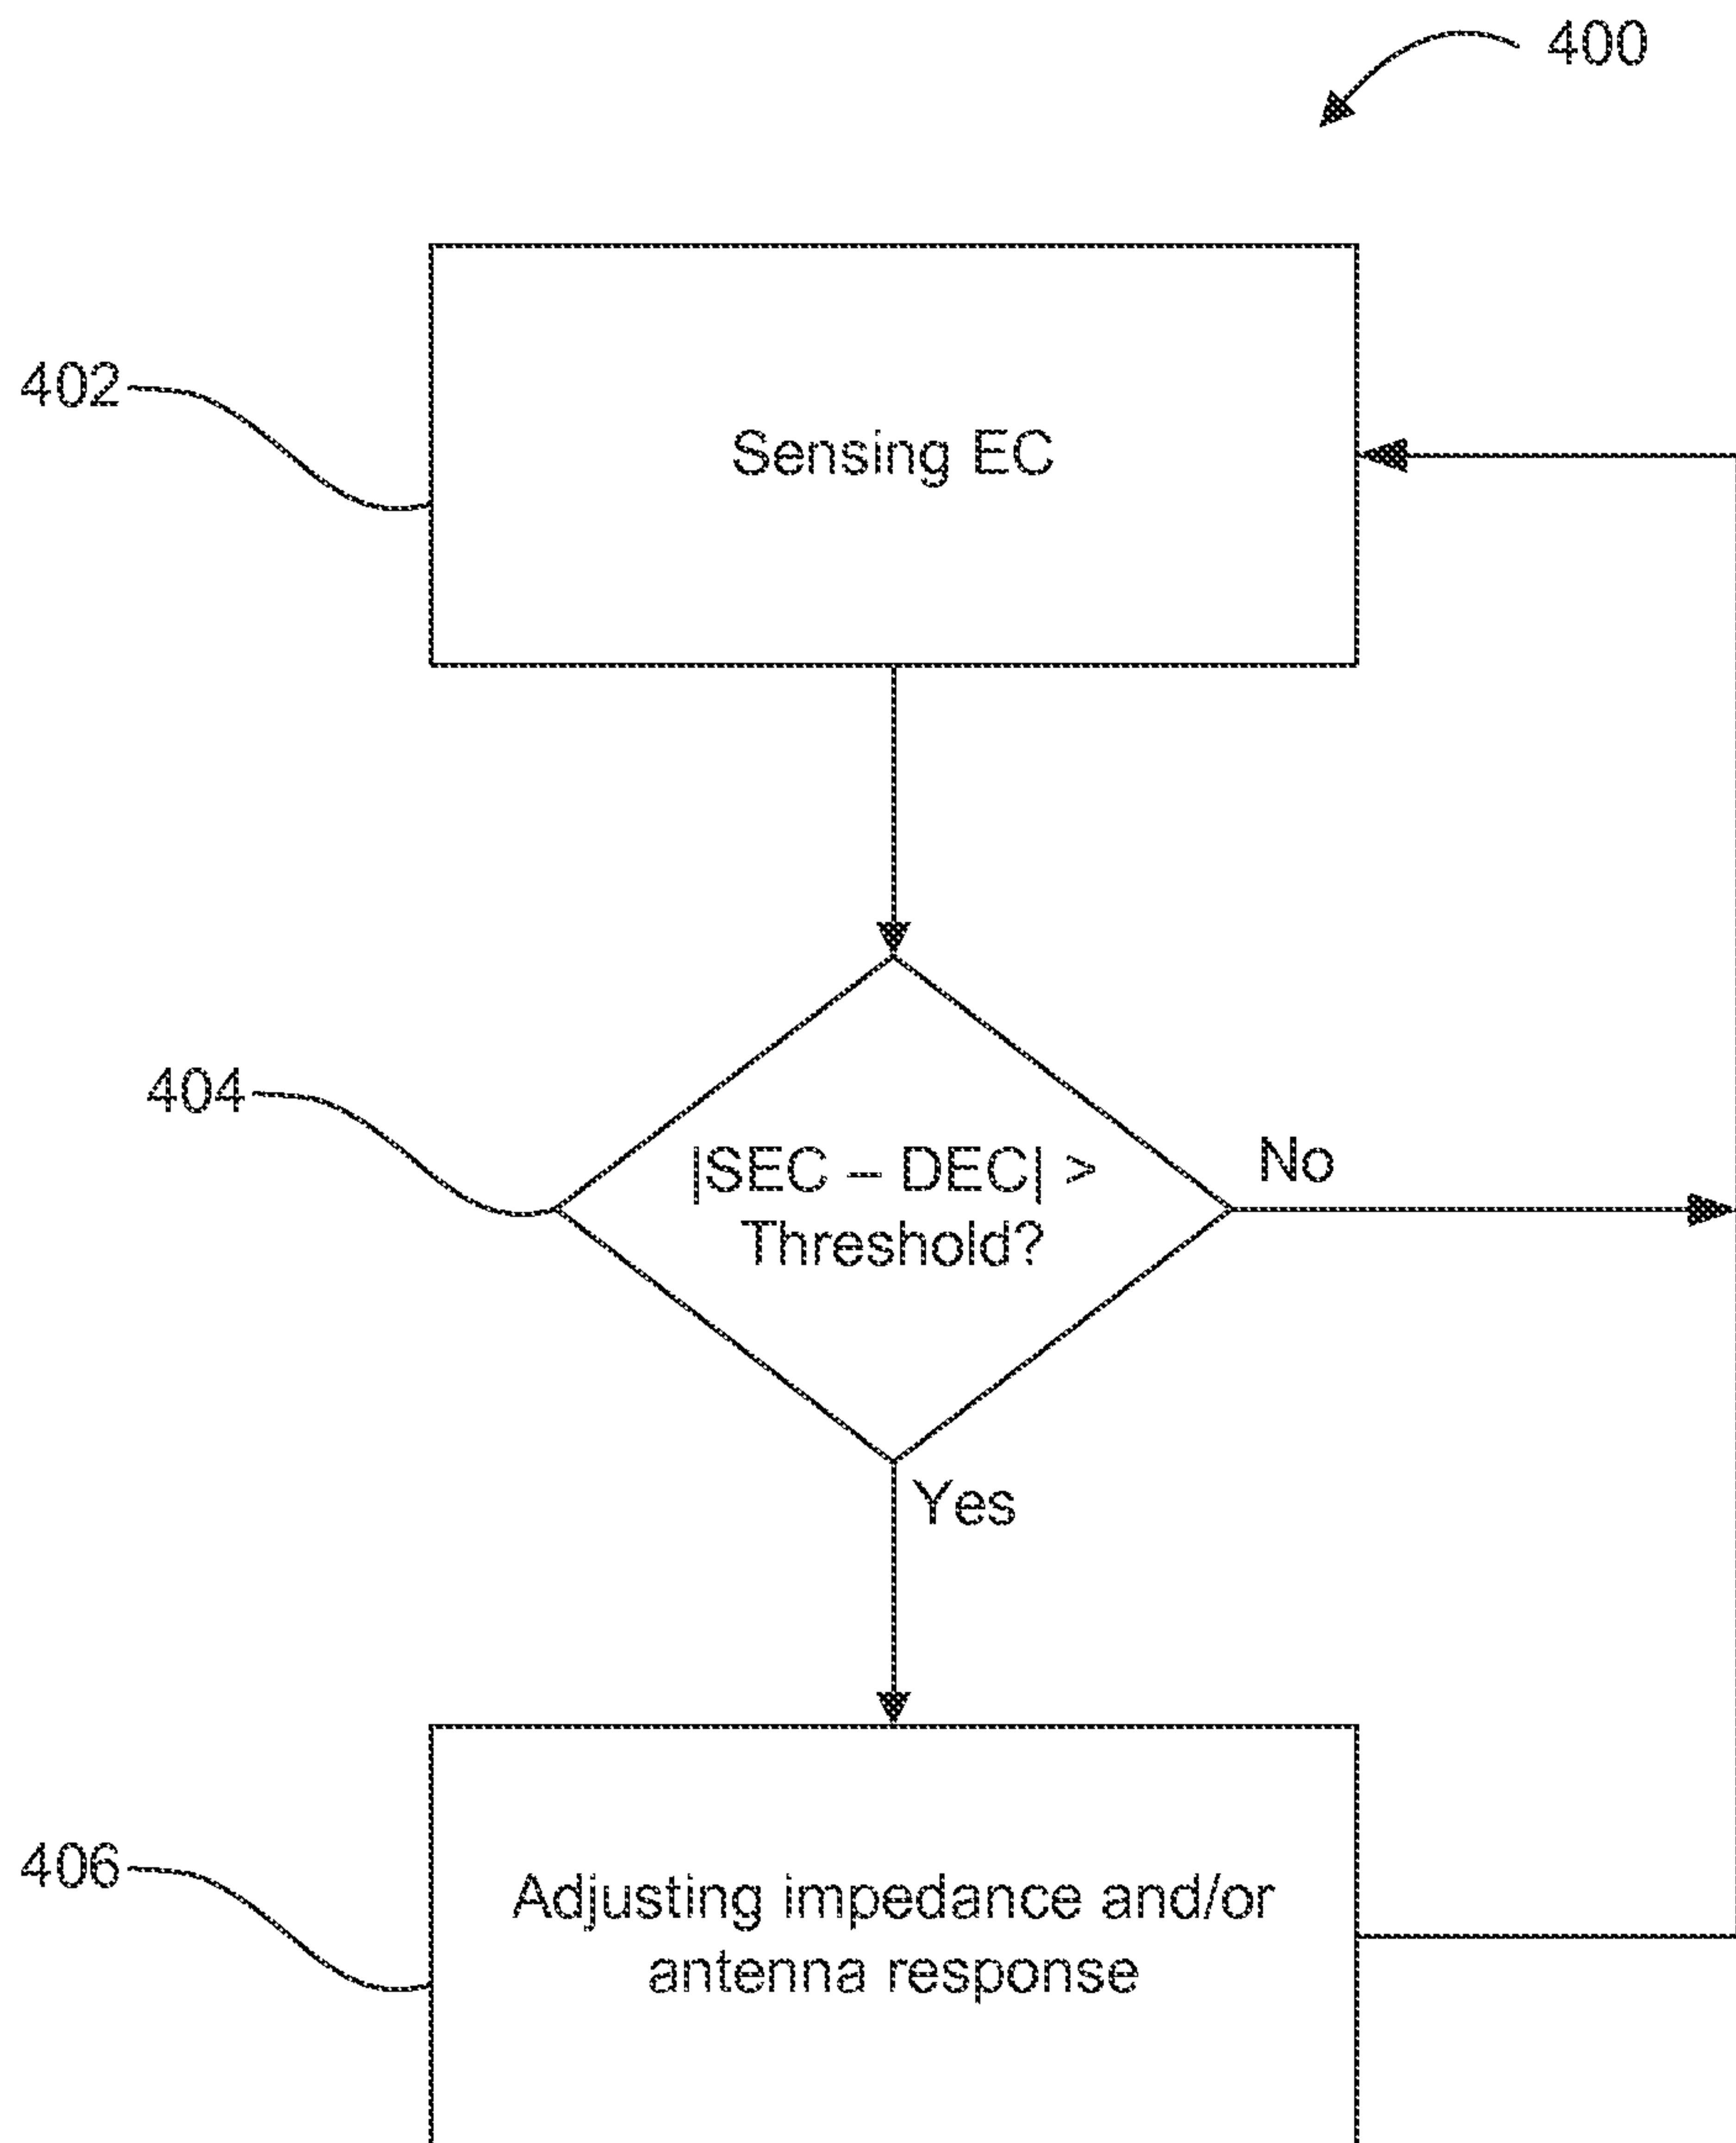 400
402
Sensing EC
404
|SEC – DEC| >
Threshold?
No
Yes
406
Adjusting impedance and/or
antenna response